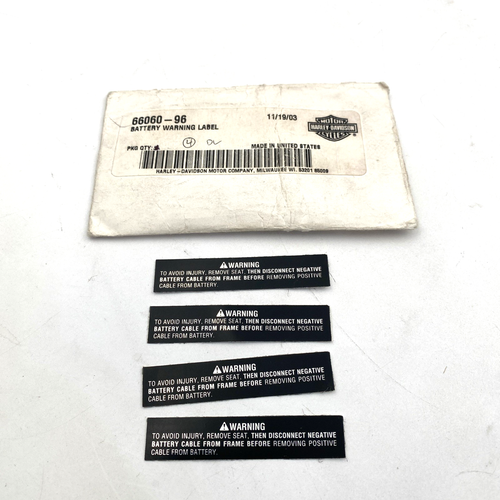 66060-96
BATTERY WARNING LABEL
11/19/03
MOTOR
HARLEY-DAVIDSON
CYCLES
PKG QTY:
4
MADE IN UNITED STATES
HARLEY-DAVIDSON MOTOR COMPANY, MILWAUKEE WI. 53201
⚠WARNING
TO AVOID INJURY, REMOVE SEAT, THEN DISCONNECT NEGATIVE
BATTERY CABLE FROM FRAME BEFORE REMOVING POSITIVE
CABLE FROM BATTERY.
⚠WARNING
TO AVOID INJURY, REMOVE SEAT, THEN DISCONNECT NEGATIVE
BATTERY CABLE FROM FRAME BEFORE REMOVING POSITIVE
CABLE FROM BATTERY.
⚠WARNING
TO AVOID INJURY, REMOVE SEAT, THEN DISCONNECT NEGATIVE
BATTERY CABLE FROM FRAME BEFORE REMOVING POSITIVE
CABLE FROM BATTERY.
⚠WARNING
TO AVOID INJURY, REMOVE SEAT, THEN DISCONNECT NEGATIVE
BATTERY CABLE FROM FRAME BEFORE REMOVING POSITIVE
CABLE FROM BATTERY.